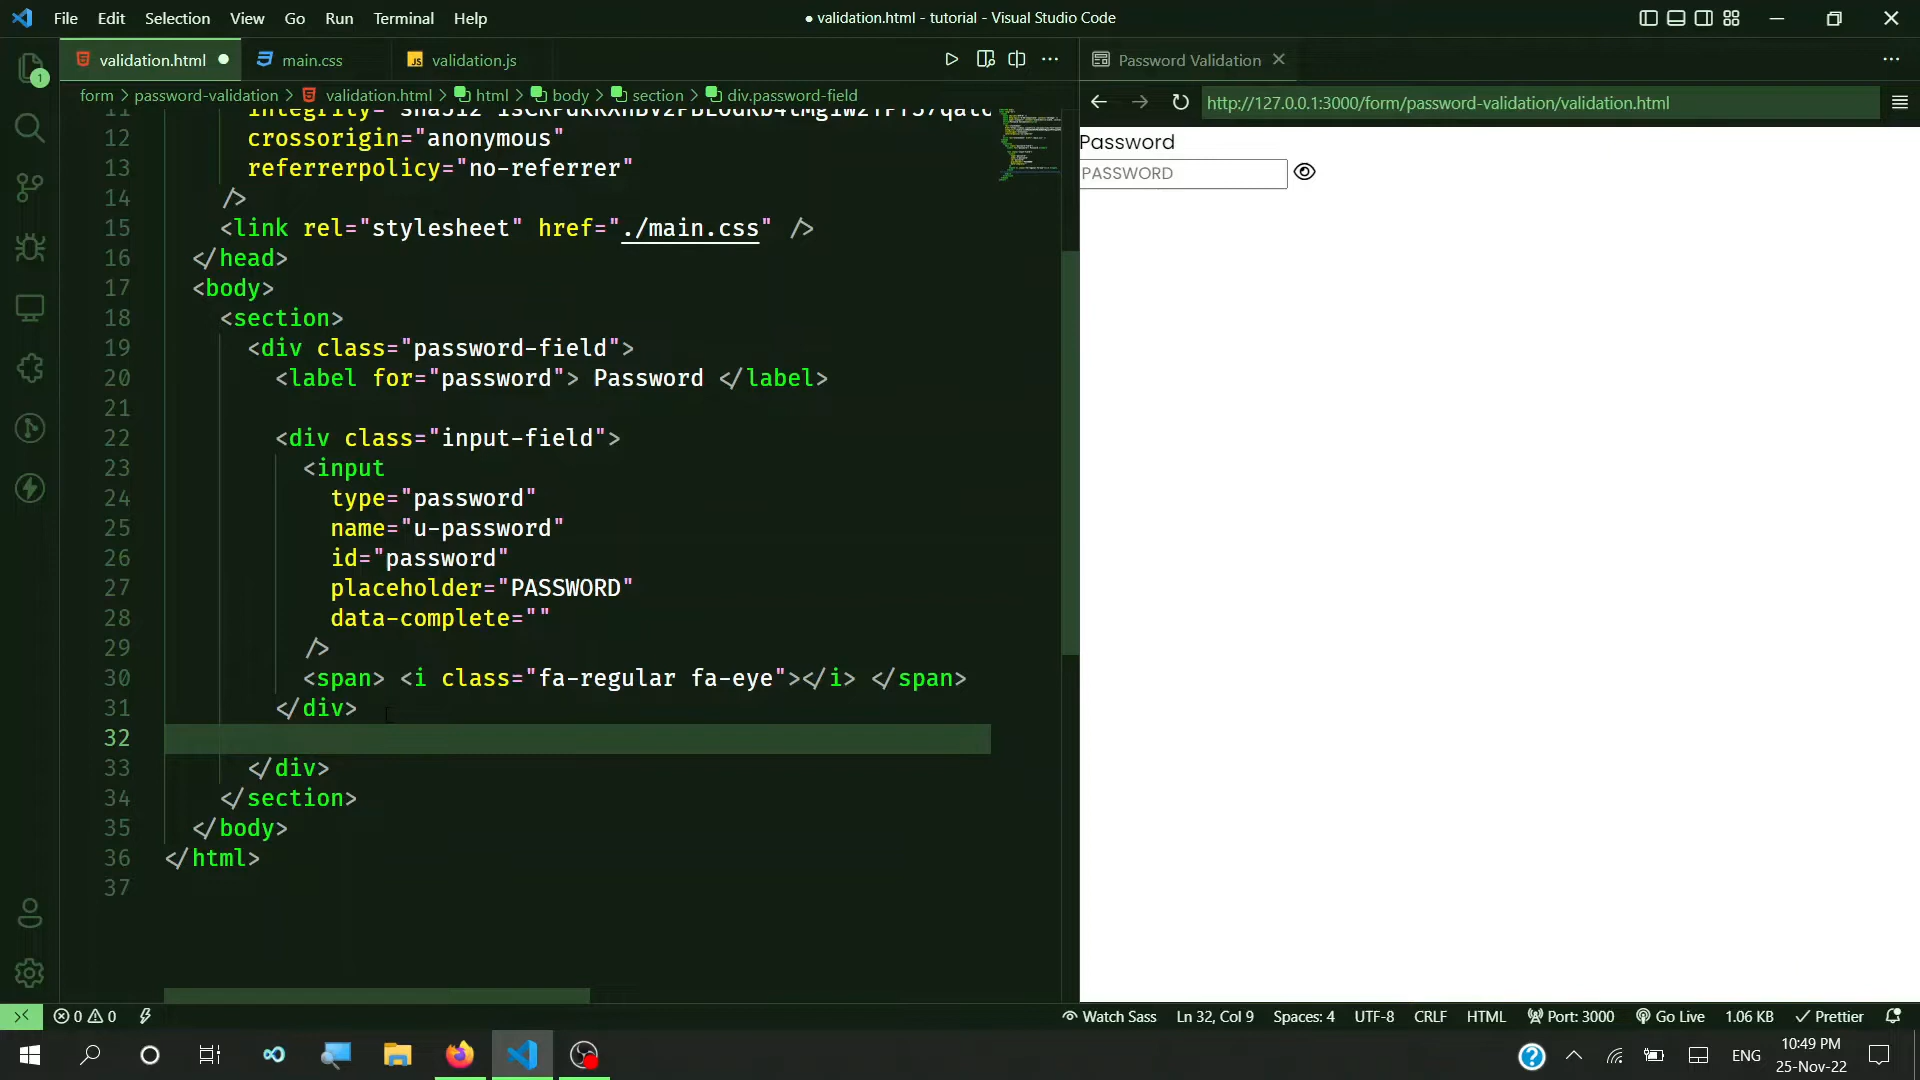 File Edit Selection View Go Run Terminal Help
● validation.html - tutorial - Visual Studio Code
validation.html
main.css
JS validation.js
form > password-validation > validation.html > html > body > section > div.password-field
12 crossorigin="anonymous"
13 referrerpolicy="no-referrer"
14 />
15 <link rel="stylesheet" href="./main.css" />
16 </head>
17 <body>
18 <section>
19 <div class="password-field">
20 <label for="password"> Password </label>
21
22 <div class="input-field">
23 <input
24 type="password"
25 name="u-password"
26 id="password"
27 placeholder="PASSWORD"
28 data-complete=""
29 />
30 <span> <i class="fa-regular fa-eye"></i> </span>
31 </div>
32
33 </div>
34 </section>
35 </body>
36 </html>
37
Password Validation
http://127.0.0.1:3000/form/password-validation/validation.html
Password
PASSWORD
1
0 0
Watch Sass Ln 32, Col 9 Spaces: 4 UTF-8 CRLF HTML Port: 3000 Go Live 1.06 KB Prettier
ENG
10:49 PM
25-Nov-22